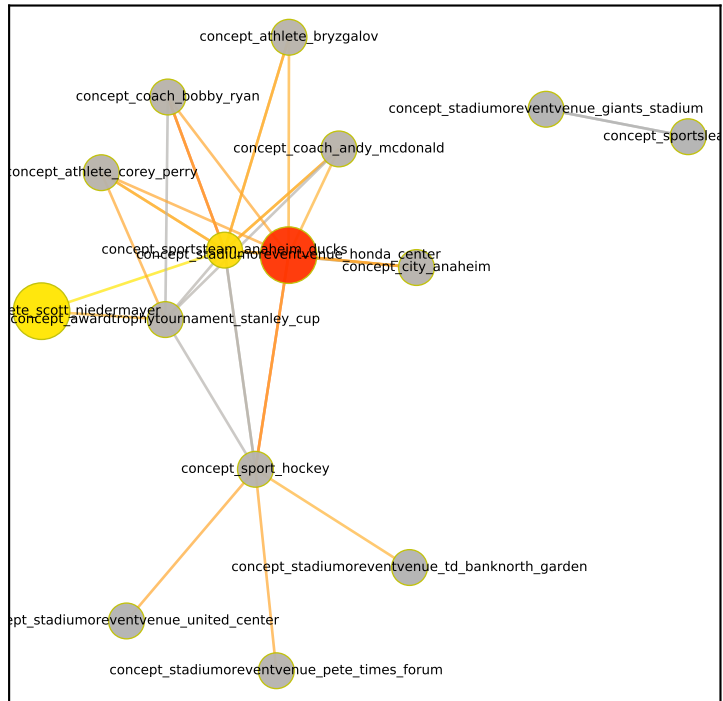 concept_athlete_bryzgalov
concept_coach_bobby_ryan
concept_stadiumoreventvenue_giants_stadium
concept_sportslea
concept_coach_andy_mcdonald
concept_athlete_corey_perry
concept_sportsteam_anaheim_ducks
concept_stadiumoreventvenue_honda_center
concept_city_anaheim
ete_scott_niedermayer
concept_awardtrophytournament_stanley_cup
concept_sport_hockey
concept_stadiumoreventvenue_td_banknorth_garden
ept_stadiumoreventvenue_united_center
concept_stadiumoreventvenue_pete_times_forum